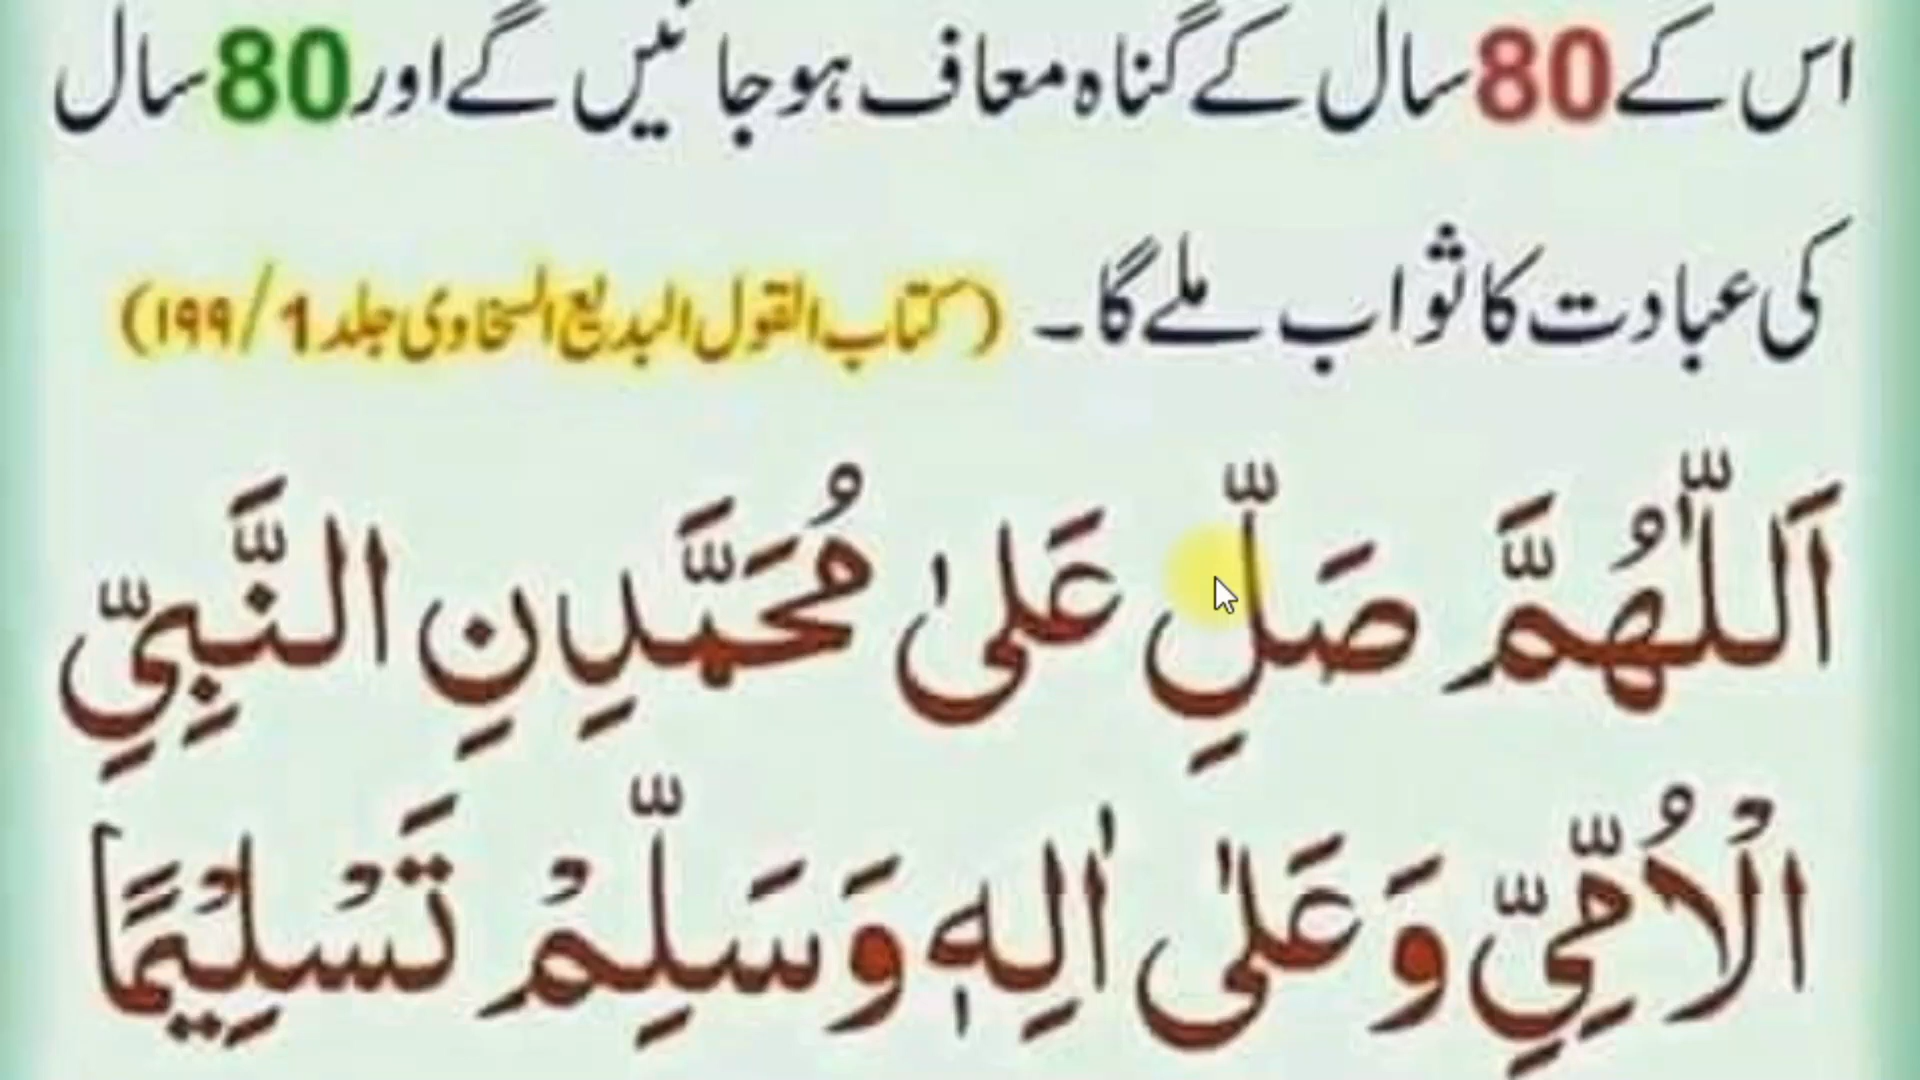 اس کے 80 سال کے گناہ معاف ہو جائیں گے اور 80 سال
کی عبادت کا ثواب ملے گا۔ (کتاب القول البدیع السخاوی جلد 1/۱۹۹)
اَللّٰهُمَّ صَلِّ عَلٰى مُحَمَّدِنِ النَّبِيِّ
الْاُمِّيِّ وَعَلٰى اٰلِهٖ وَسَلِّمْ تَسْلِيْمًا